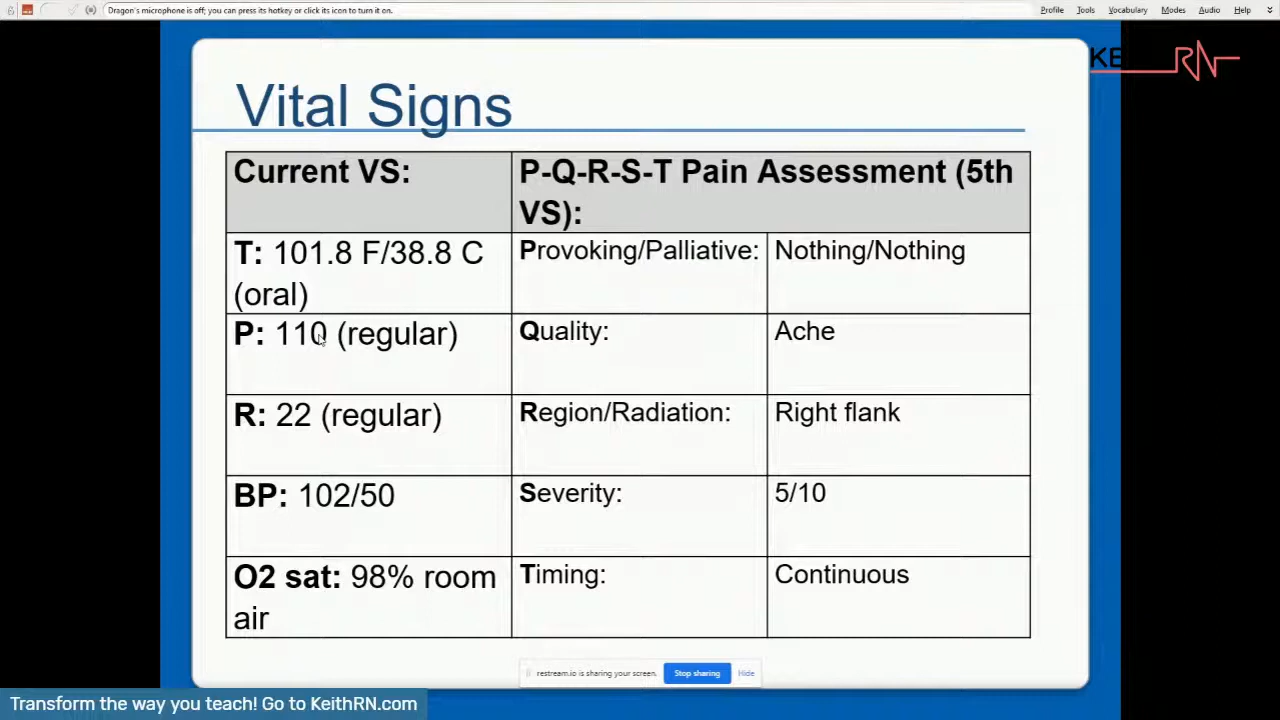 Dragon's microphone is off; you can press its hotkey or click its icon to turn it on.
Profile Tools Vocabulary Modes Audio Help
KE RN
Vital Signs
Current VS: P-Q-R-S-T Pain Assessment (5th
VS):
T: 101.8 F/38.8 C Provoking/Palliative: Nothing/Nothing
(oral)
P: 110 (regular) Quality: Ache
R: 22 (regular) Region/Radiation: Right flank
BP: 102/50 Severity: 5/10
O2 sat: 98% room Timing: Continuous
air
restream.io is sharing your screen. Stop sharing Hide
Transform the way you teach! Go to KeithRN.com